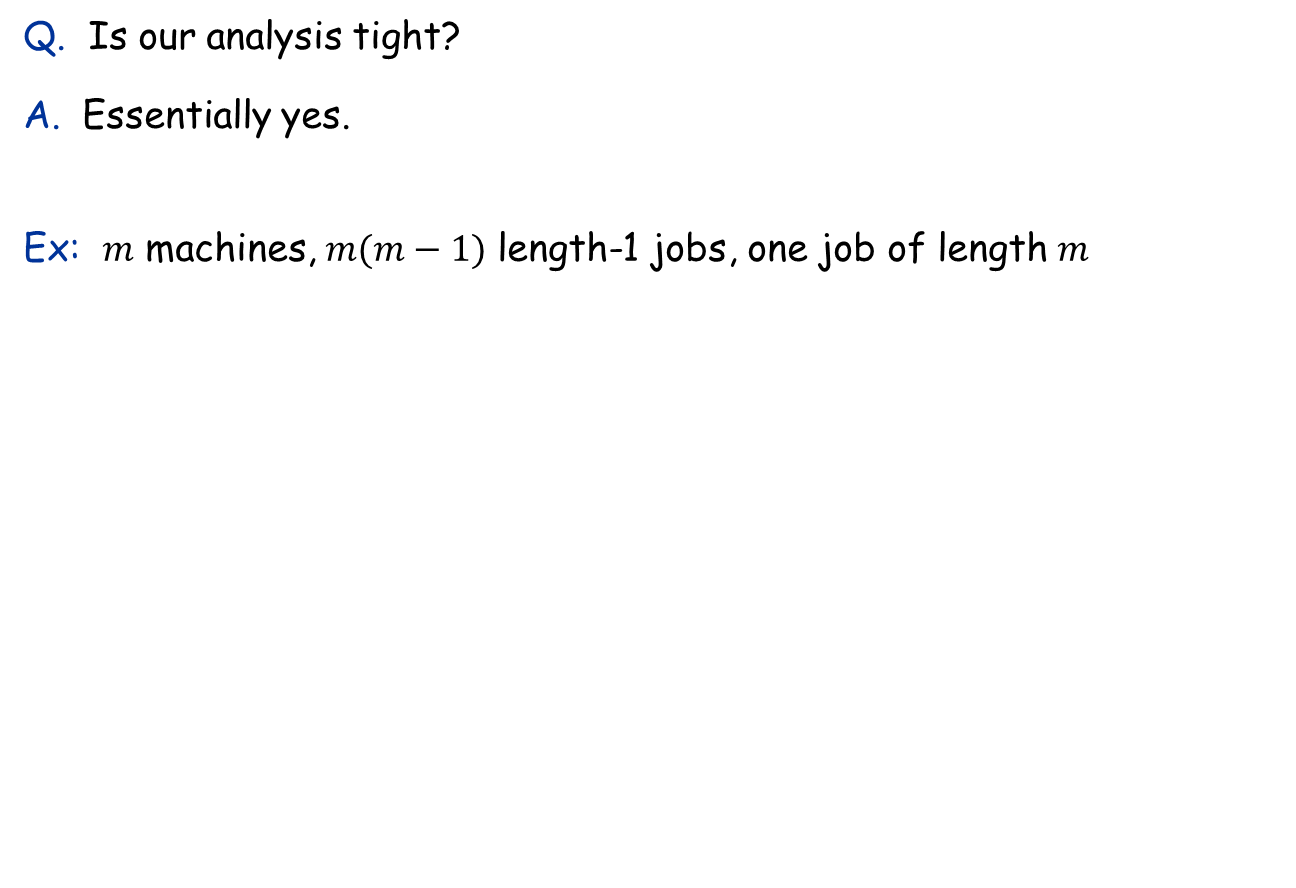 Q. Is our analysis tight?
A. Essentially yes.
Ex: m machines, m(m − 1) length-1 jobs, one job of length m